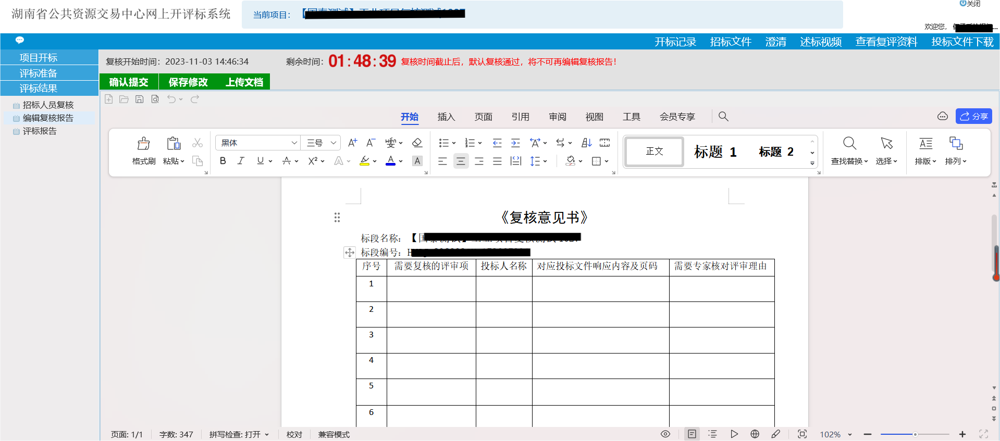 湖南省公共资源交易中心网上开评标系统
当前项目：
关闭
欢迎您，
开标记录 招标文件 澄清 述标视频 查看复评资料 投标文件下载
项目开标
评标准备
评标结果
招标人员复核
编辑复核报告
评标报告
复核开始时间：2023-11-03 14:46:34 剩余时间：01:48:39 复核时间截止后，默认复核通过，将不可再编辑复核报告！
确认提交 保存修改 上传文档
开始 插入 页面 引用 审阅 视图 工具 会员专享 分享
黑体 三号
格式刷 粘贴
正文 标题 1 标题 2
查找替换 选择 排版 排列
《复核意见书》
标段名称：
标段编号：
序号 需要复核的评审项 投标人名称 对应投标文件响应内容及页码 需要专家核对评审理由
1
2
3
4
5
6
页面: 1/1 字数: 347 拼写检查: 打开 校对 兼容模式 102%